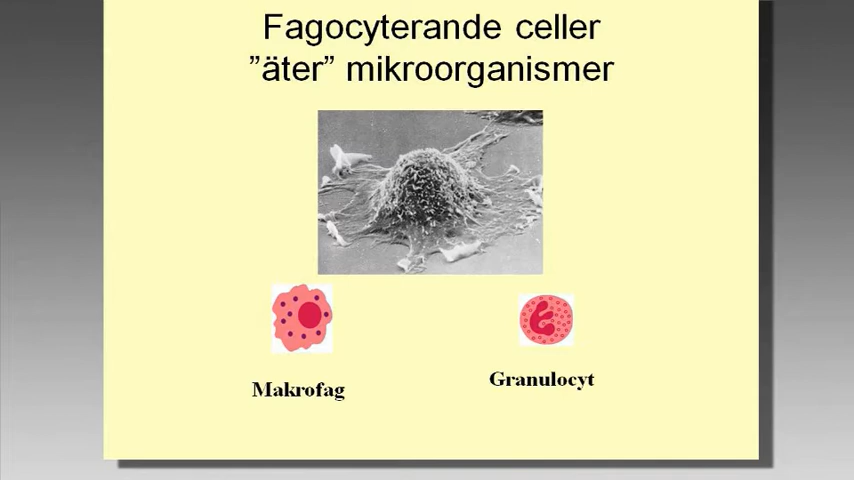 Fagocyterande celler
”äter” mikroorganismer
Makrofag
Granulocyt